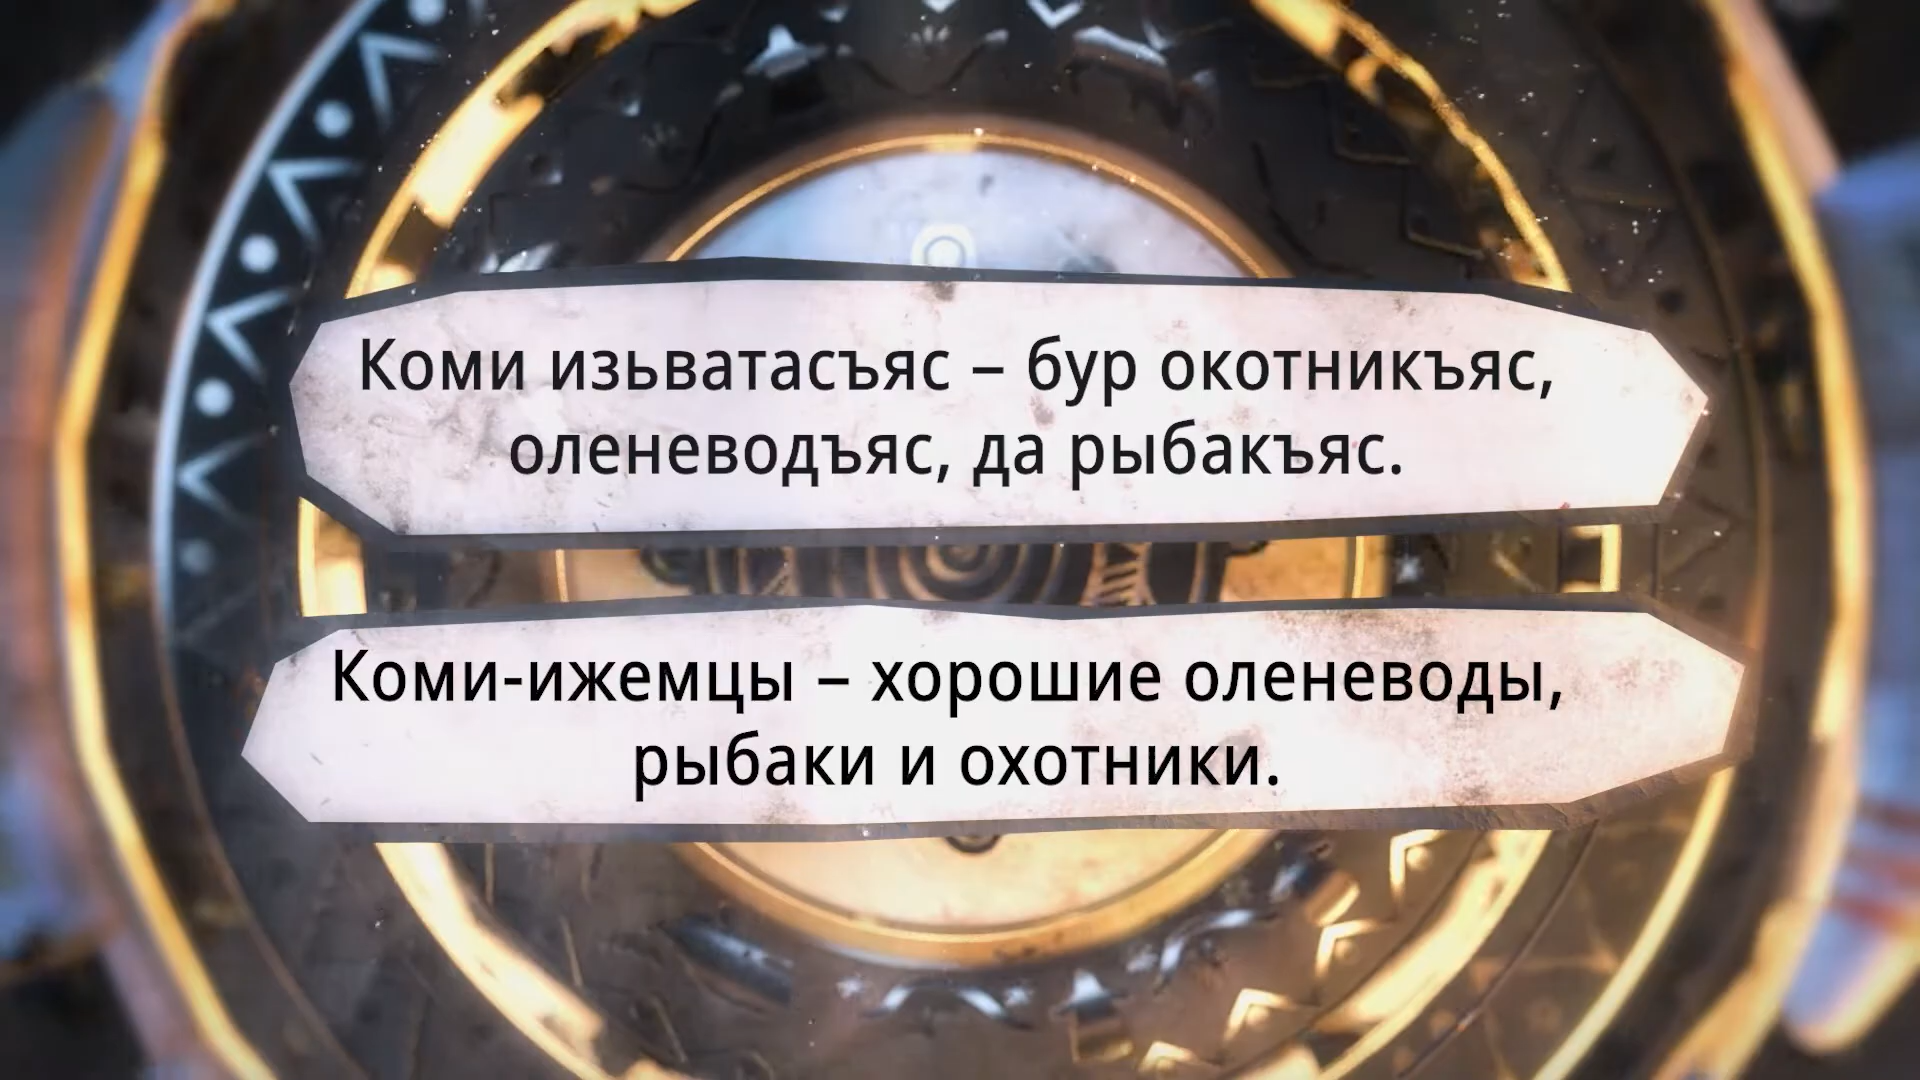 Коми изьватасъяс – бур окотникъяс,
оленеводъяс, да рыбакъяс.
Коми-ижемцы – хорошие оленеводы,
рыбаки и охотники.